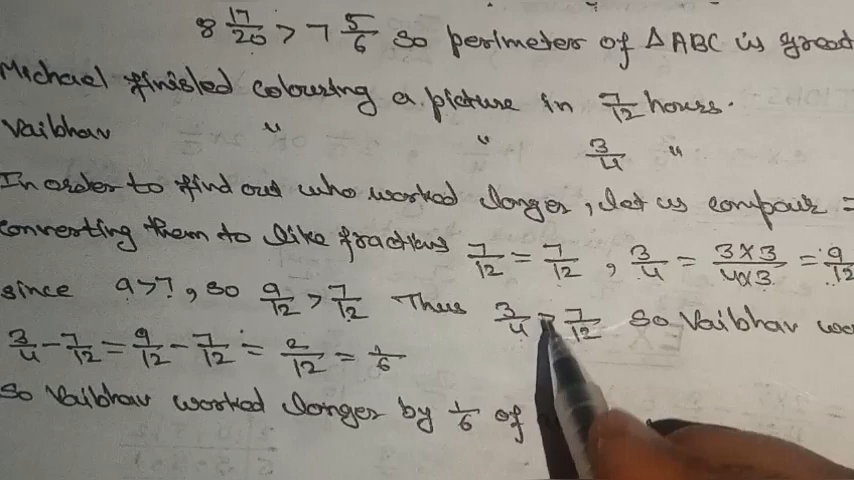 8 17/20 > 7 5/6 so perimeter of △ABC is great
Michael finished colouring a picture in 7/12 hours.
Vaibhav " " 3/4 "
In order to find out who worked longer, let us compare =
converting them to like fractions 7/12 = 7/12, 3/4 = 3×3/4×3 = 9/12
since 9>7, so 9/12 > 7/12 Thus 3/4 > 7/12 so Vaibhav wo
3/4 - 7/12 = 9/12 - 7/12 = 2/12 = 1/6
So Vaibhav worked longer by 1/6 of